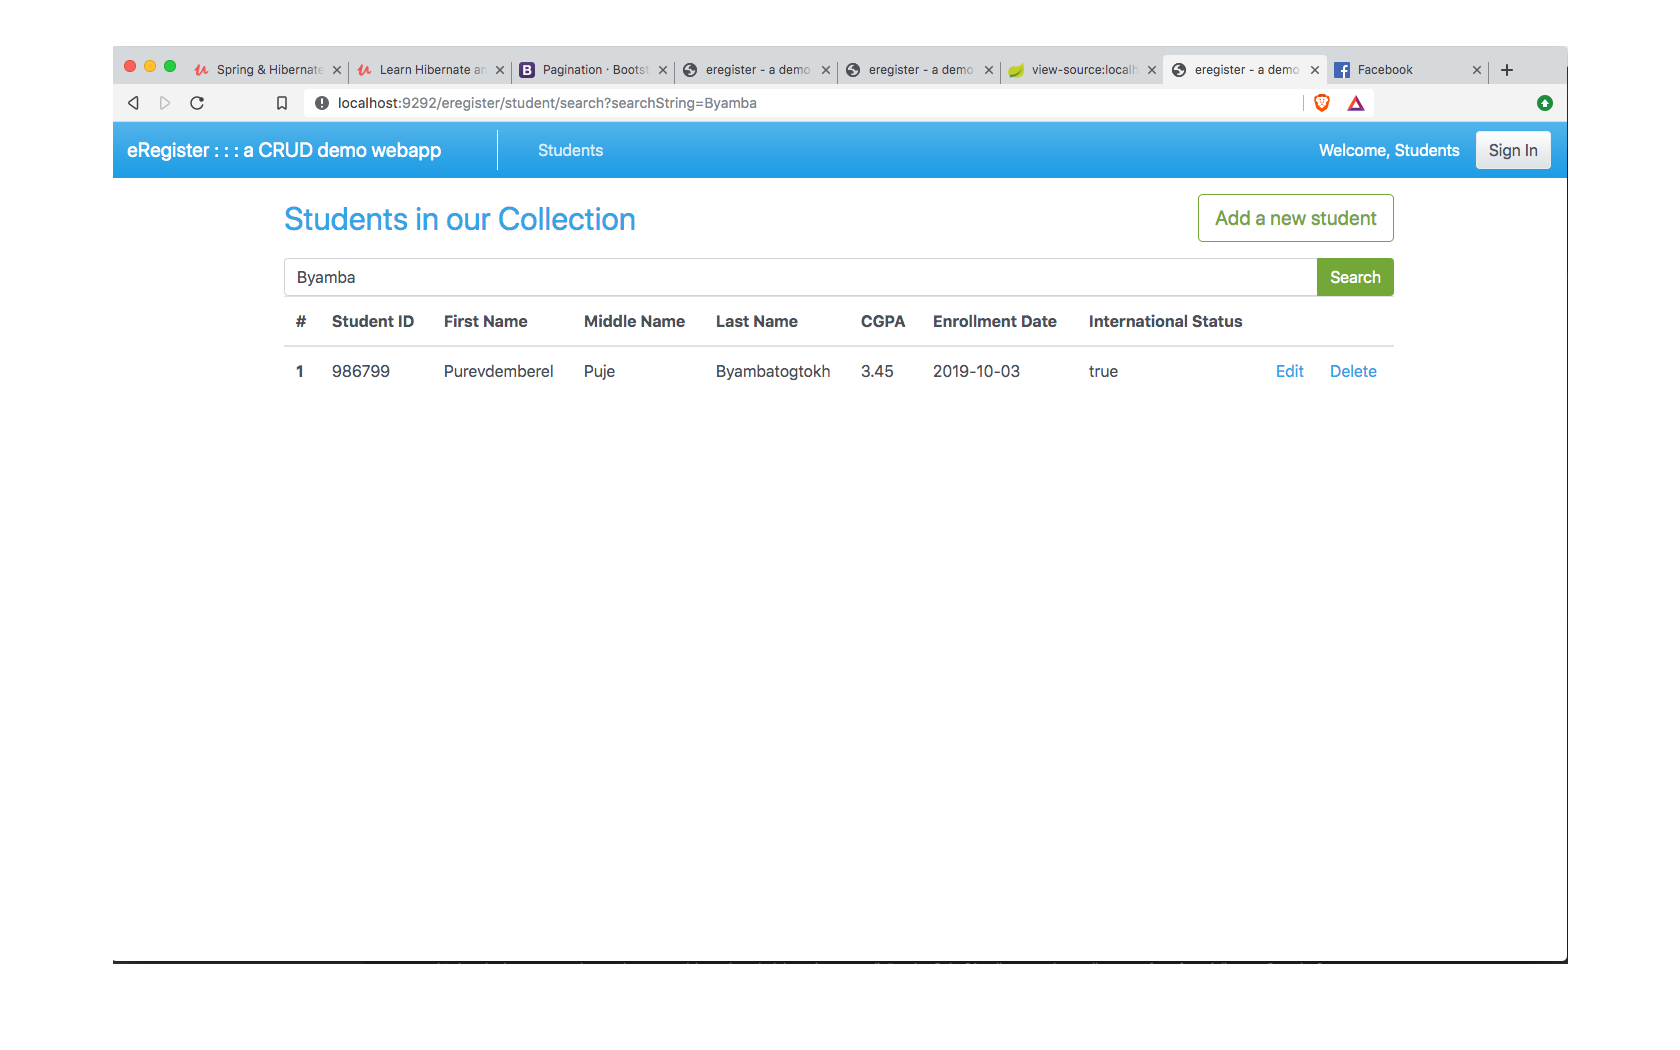 Spring & Hibernate
Learn Hibernate an
Pagination · Bootst
eregister - a demo
eregister - a demo
view-source:localh
eregister - a demo
Facebook
localhost:9292/eregister/student/search?searchString=Byamba
eRegister : : : a CRUD demo webapp
Students
Welcome, Students
Sign In
Students in our Collection
Add a new student
Byamba
Search
# Student ID First Name Middle Name Last Name CGPA Enrollment Date International Status
1 986799 Purevdemberel Puje Byambatogtokh 3.45 2019-10-03 true Edit Delete